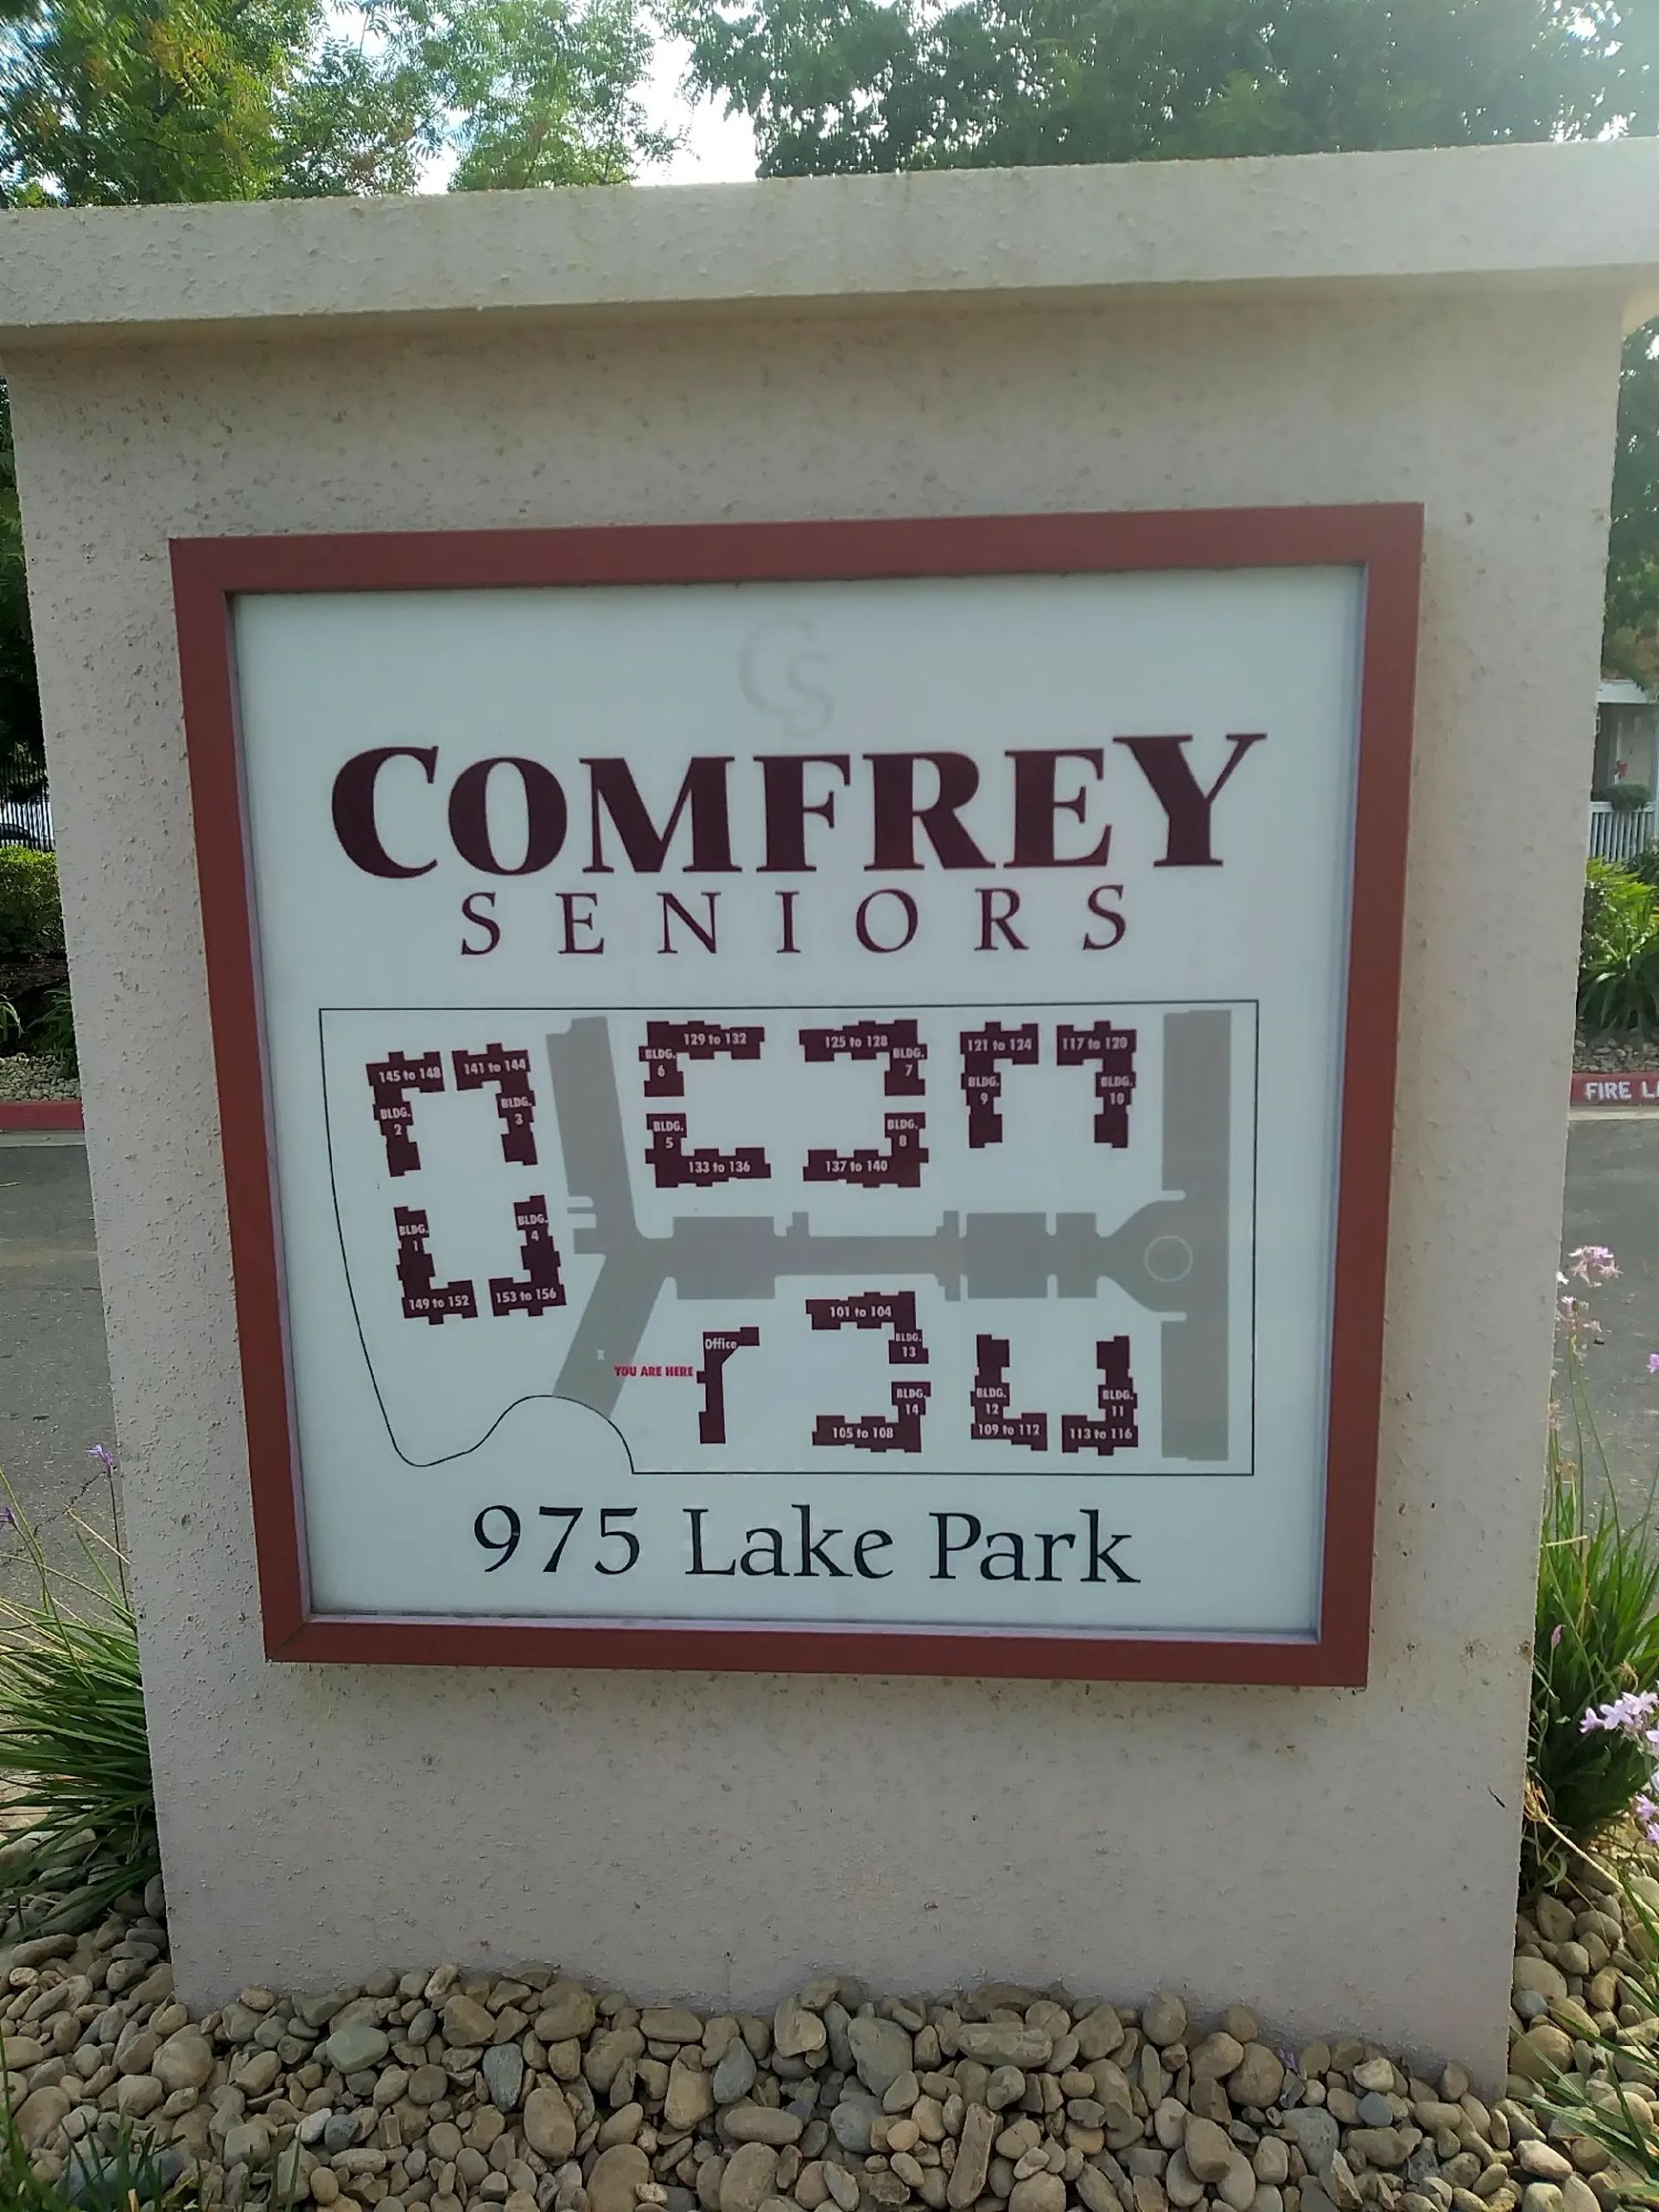 CS
COMFREY
SENIORS
129 to 132
125 to 128
121 to 124
117 to 120
BLDG.
6
BLDG.
7
145 to 148
141 to 144
BLDG.
9
BLDG.
10
BLDG.
2
BLDG.
3
BLDG.
5
BLDG.
8
133 to 136
137 to 140
BLDG.
1
BLDG.
4
149 to 152
153 to 156
101 to 104
Office
BLDG.
13
X
YOU ARE HERE
BLDG.
14
BLDG.
12
BLDG.
11
105 to 108
109 to 112
113 to 116
975 Lake Park
FIRE L